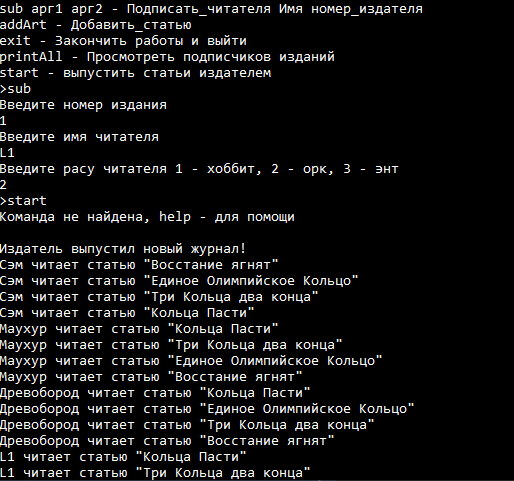 sub apr1 apr2 - Подписать_читателя Имя номер_издателя
addArt - Добавить_статью
exit - Закончить работы и выйти
printAll - Просмотреть подписчиков изданий
start - выпустить статьи издателем
>sub
Введите номер издания
1
Введите имя читателя
L1
Введите расу читателя 1 - хоббит, 2 - орк, 3 - энт
2
>start
Команда не найдена, help - для помощи

Издатель выпустил новый журнал!
Сэм читает статью "Восстание ягнят"
Сэм читает статью "Единое Олимпийское Кольцо"
Сэм читает статью "Три Кольца два конца"
Сэм читает статью "Кольца Пасти"
Маухур читает статью "Кольца Пасти"
Маухур читает статью "Три Кольца два конца"
Маухур читает статью "Единое Олимпийское Кольцо"
Маухур читает статью "Восстание ягнят"
Древобород читает статью "Кольца Пасти"
Древобород читает статью "Единое Олимпийское Кольцо"
Древобород читает статью "Три Кольца два конца"
Древобород читает статью "Восстание ягнят"
L1 читает статью "Кольца Пасти"
L1 читает статью "Три Кольца два конца"